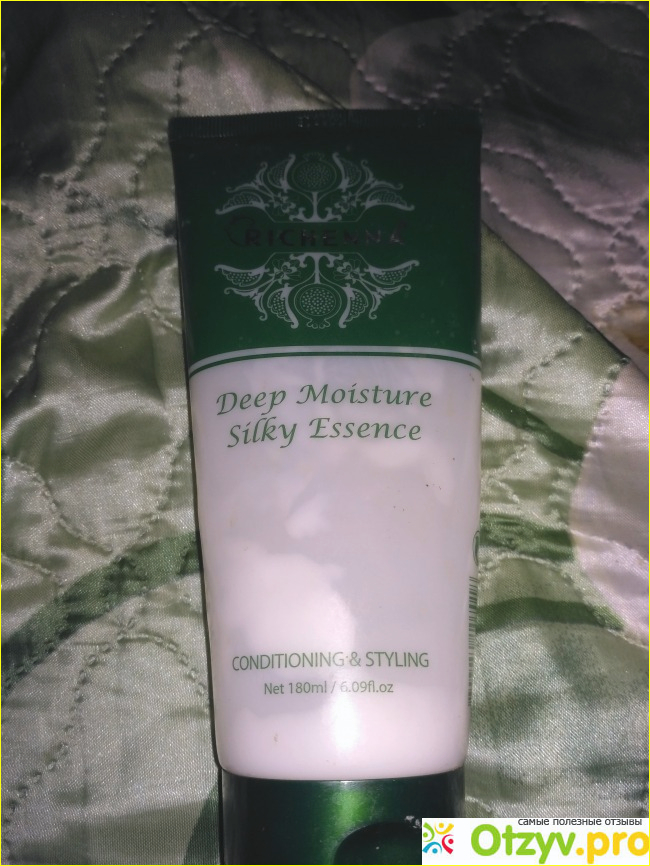 RICHENNA
Deep Moisture
Silky Essence
CONDITIONING & STYLING
Net 180ml / 6.09fl.oz
самые полезные отзывы
Otzyv.pro